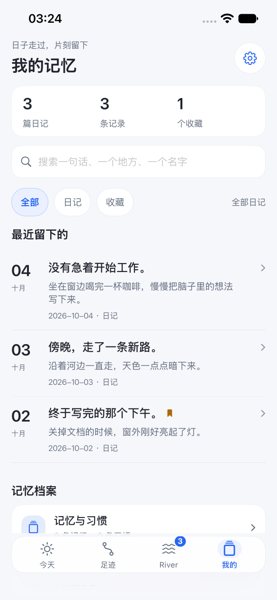 03:24
日子走过，片刻留下
我的记忆
3
3
1
篇日记
条记录
个收藏
搜索一句话、一个地方、一个名字
全部
日记
收藏
全部日记
最近留下的
04
十月
没有急着开始工作。
坐在窗边喝完一杯咖啡，慢慢把脑子里的想法
写下来。
2026-10-04 · 日记
03
十月
傍晚，走了一条新路。
沿着河边一直走，天色一点点暗下来。
2026-10-03 · 日记
02
十月
终于写完的那个下午。
关掉文档的时候，窗外刚好亮起了灯。
2026-10-02 · 日记
记忆档案
记忆与习惯
3
今天
足迹
River
我的